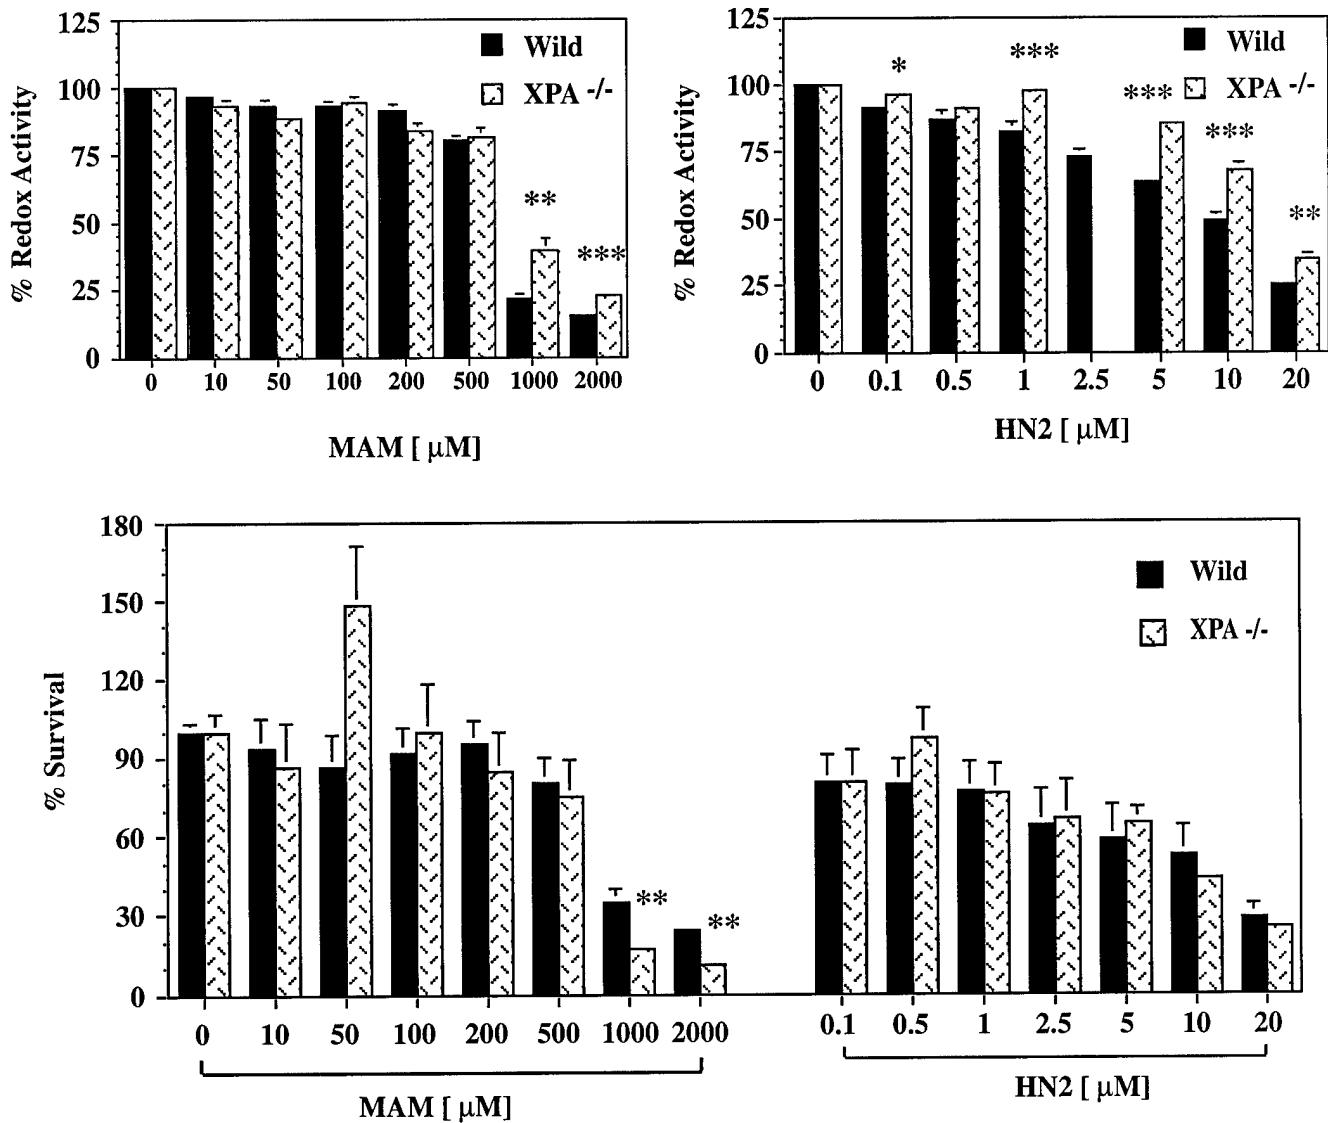 125
100
75
50
25
0
% Redox Activity
Wild
XPA -/-
**
***
0 10 50 100 200 500 1000 2000
MAM [ μM]
125
100
75
50
25
0
% Redox Activity
Wild
XPA -/-
*
***
***
***
**
0 0.1 0.5 1 2.5 5 10 20
HN2 [ μM]
180
150
120
90
60
30
0
% Survival
Wild
XPA -/-
**
**
0 10 50 100 200 500 1000 2000
MAM [ μM]
0.1 0.5 1 2.5 5 10 20
HN2 [ μM]